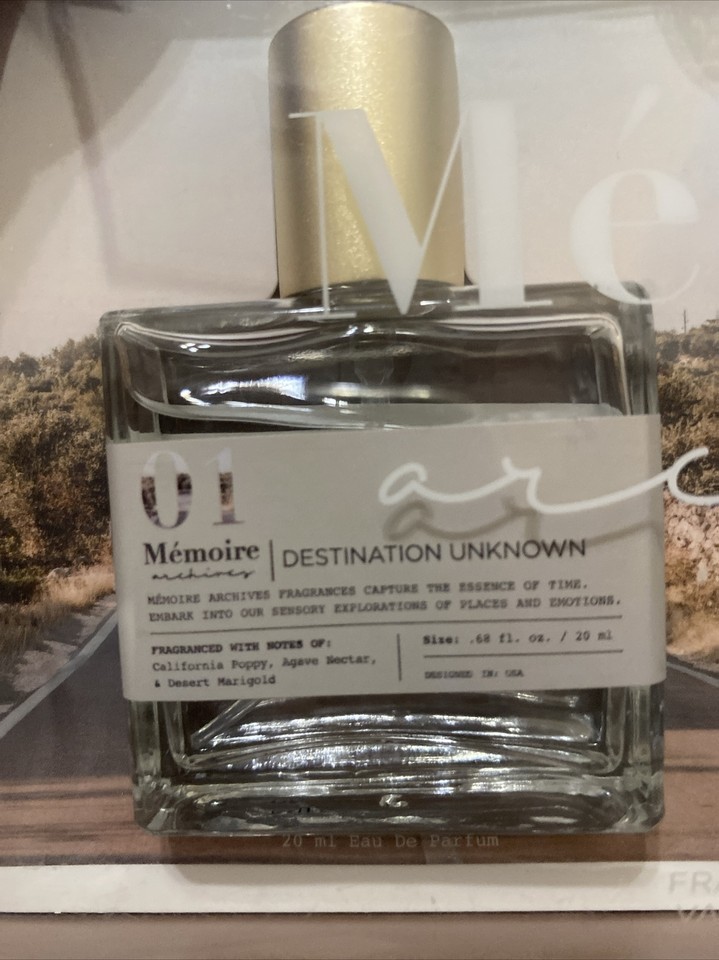 Mé
arc
01
Mémoire
archives
DESTINATION UNKNOWN
MÉMOIRE ARCHIVES FRAGRANCES CAPTURE THE ESSENCE OF TIME.
EMBARK INTO OUR SENSORY EXPLORATIONS OF PLACES AND EMOTIONS.
FRAGRANCED WITH NOTES OF:
California Poppy, Agave Nectar,
& Desert Marigold
Size: .68 fl. oz. / 20 ml
DESIGNED IN: USA
20 ml Eau De Parfum
FRA